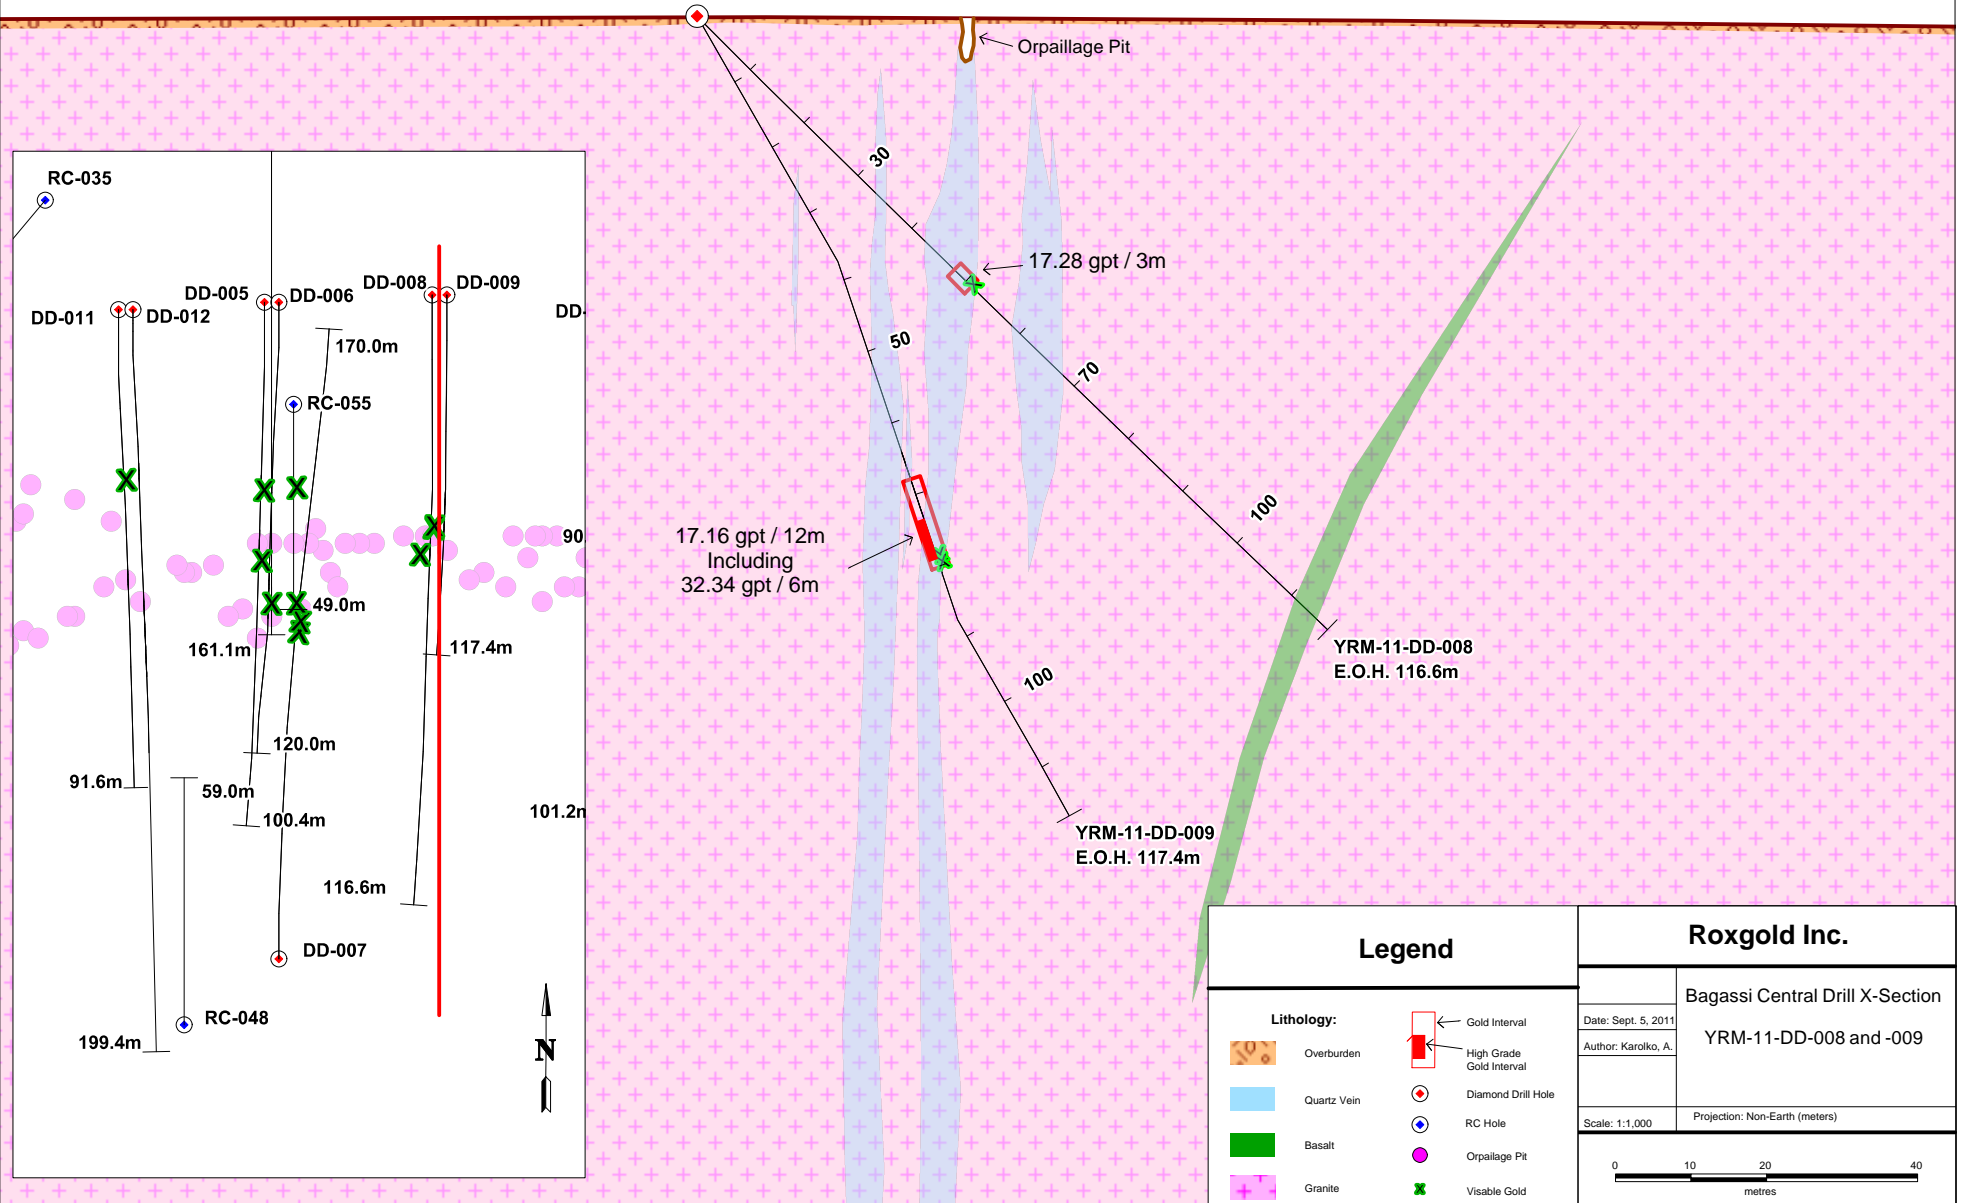 Orpaillage Pit
30
17.28 gpt / 3m
50
70
100
17.16 gpt / 12m
Including
32.34 gpt / 6m
100
YRM-11-DD-008
E.O.H. 116.6m
YRM-11-DD-009
E.O.H. 117.4m
RC-035
DD-005
DD-006
DD-008
DD-009
DD-011
DD-012
DD-
170.0m
RC-055
90.
49.0m
161.1m
117.4m
120.0m
91.6m
59.0m
100.4m
101.2m
116.6m
DD-007
RC-048
199.4m
N
Legend
Lithology:
Overburden
Quartz Vein
Basalt
Granite
Gold Interval
High Grade
Gold Interval
Diamond Drill Hole
RC Hole
Orpailage Pit
Visable Gold
Roxgold Inc.
Bagassi Central Drill X-Section
YRM-11-DD-008 and -009
Date: Sept. 5, 2011
Author: Karolko, A.
Scale: 1:1,000
Projection: Non-Earth (meters)
0 10 20 40
metres